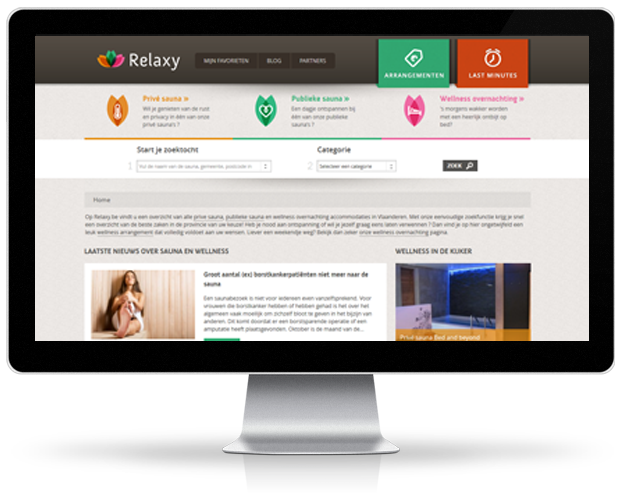 Relaxy
MIJN FAVORIETEN
BLOG
PARTNERS
ARRANGEMENTEN
LAST MINUTES
Privé sauna »
Wil je genieten van de rust
en privacy in één van onze
privé sauna's ?
Publieke sauna »
Een dagje ontspannen bij
één van onze publieke
sauna's ?
Wellness overnachting »
's morgens wakker worden
met een heerlijk ontbijt op
bed?
Start je zoektocht
Categorie
1
Vul de naam van de sauna, gemeente, postcode in
2
Selecteer een categorie
ZOEK
Home
Op Relaxy.be vindt u een overzicht van alle prive sauna, publieke sauna en wellness overnachting accommodaties in Vlaanderen. Met onze eenvoudige zoekfunctie krijg je snel
een overzicht van de beste zaken in de provincie van uw keuze! Heb je nood aan ontspanning of wil je jezelf graag eens laten verwennen ? Dan vind je op hier ongetwijfeld een
leuk wellness arrangement dat volledig voldoet aan uw wensen. Liever een weekendje weg? Bekijk dan zeker onze wellness overnachting pagina.
LAATSTE NIEUWS OVER SAUNA EN WELLNESS
WELLNESS IN DE KIJKER
Groot aantal (ex) borstkankerpatiënten niet meer naar de
sauna
Een saunabezoek is niet voor iedereen even vanzelfsprekend. Voor
vrouwen die borstkanker hebben of hebben gehad is het over het
algemeen vaak moeilijk om zichzelf bloot te geven in het bijzijn van
anderen. Dit komt doordat er een borstsparende operatie of een
amputatie heeft plaatsgevonden. Oktober is de maand van de...
Privé sauna Bed and beyond